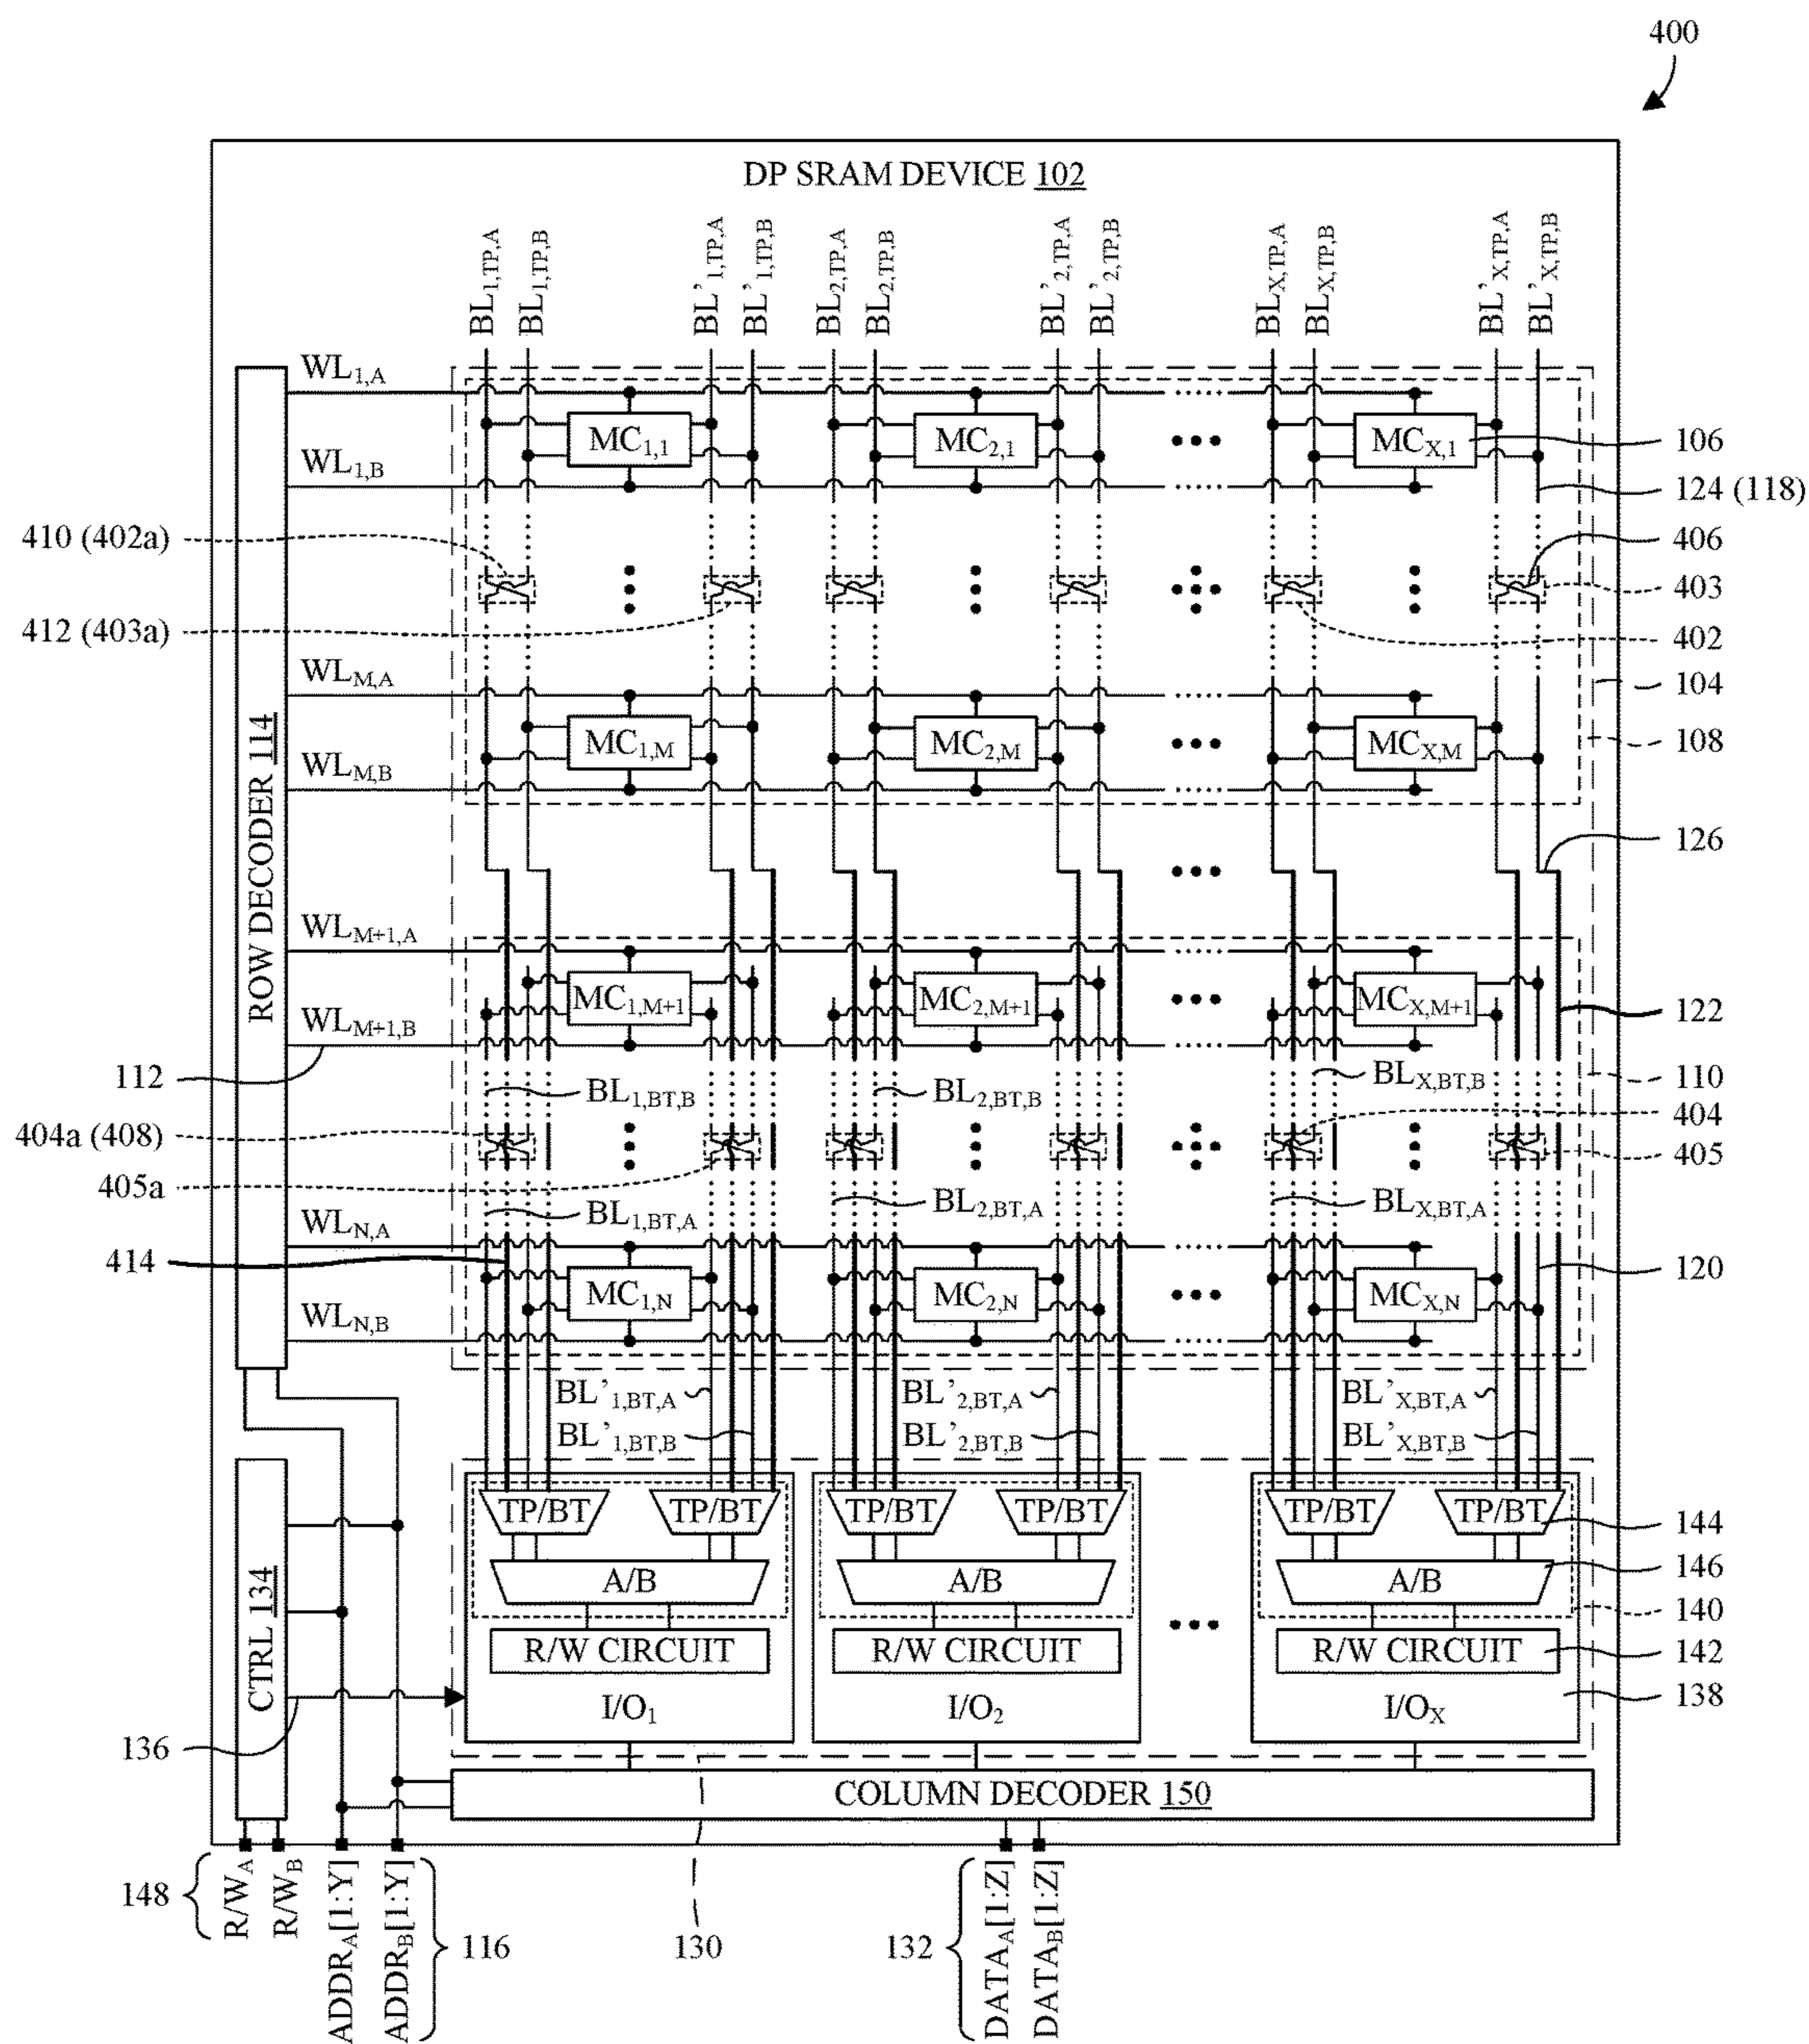 400
DP SRAM DEVICE 102
BL1,TP,A
BL1,TP,B
BL'1,TP,A
BL'1,TP,B
BL2,TP,A
BL2,TP,B
BL'2,TP,A
BL'2,TP,B
BLX,TP,A
BLX,TP,B
BL'X,TP,A
BL'X,TP,B
ROW DECODER 114
WL1,A
MC1,1 MC2,1 MCX,1 106
WL1,B
124 (118)
410 (402a)
406
403
412 (403a)
402
WLM,A
104
MC1,M MC2,M MCX,M 108
WLM,B
126
WLM+1,A
MC1,M+1 MC2,M+1 MCX,M+1
122
WLM+1,B
112
BL1,BT,B BL2,BT,B BLX,BT,B 110
404a (408)
404
405
405a
BL1,BT,A BL2,BT,A BLX,BT,A
WLN,A
414
120
MC1,N MC2,N MCX,N
WLN,B
BL'1,BT,A BL'2,BT,A BL'X,BT,A
BL'1,BT,B BL'2,BT,B BL'X,BT,B
CTRL 134
TP/BT TP/BT TP/BT TP/BT TP/BT TP/BT 144
A/B A/B A/B 146
140
R/W CIRCUIT R/W CIRCUIT R/W CIRCUIT 142
I/O1 I/O2 I/OX 138
136
COLUMN DECODER 150
148
R/WA
R/WB
ADDRA[1:Y]
ADDRB[1:Y]
116
130
132
DATAA[1:Z]
DATAB[1:Z]